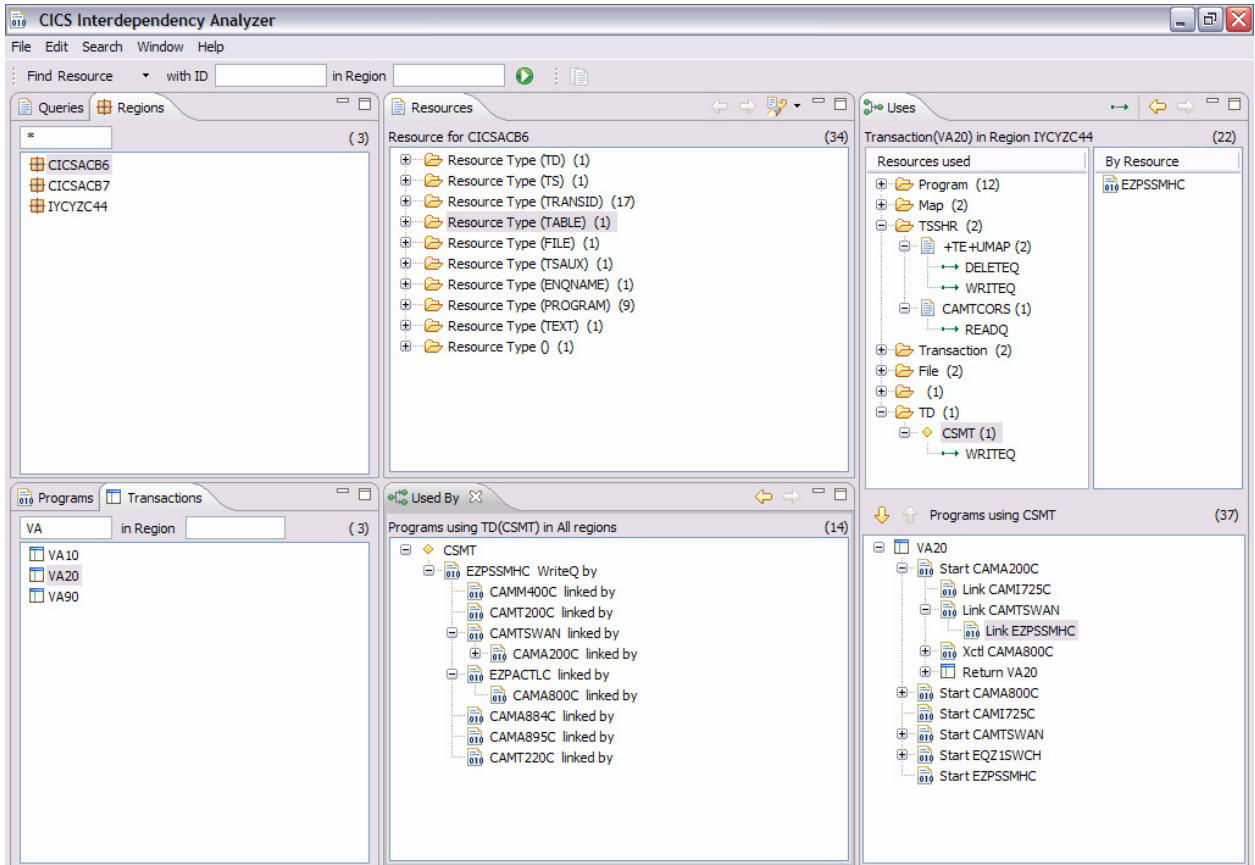 CICS Interdependency Analyzer
File Edit Search Window Help
Find Resource with ID in Region
Queries Regions
*
(3)
CICSACB6
CICSACB7
IYCYZC44
Resources
Resource for CICSACB6 (34)
Resource Type (TD) (1)
Resource Type (TS) (1)
Resource Type (TRANSID) (17)
Resource Type (TABLE) (1)
Resource Type (FILE) (1)
Resource Type (TSAUX) (1)
Resource Type (ENQNAME) (1)
Resource Type (PROGRAM) (9)
Resource Type (TEXT) (1)
Resource Type () (1)
Uses
Transaction(VA20) in Region IYCYZC44 (22)
Resources used
Program (12)
Map (2)
TSSHR (2)
+TE+UMAP (2)
DELETEQ
WRITEQ
CAMTCORS (1)
READQ
Transaction (2)
File (2)
(1)
TD (1)
CSMT (1)
WRITEQ
By Resource
EZPSSMHC
Programs Transactions
VA in Region (3)
VA10
VA20
VA90
Used By
Programs using TD(CSMT) in All regions (14)
CSMT
EZPSSMHC WriteQ by
CAMM400C linked by
CAMT200C linked by
CAMTSWAN linked by
CAMA200C linked by
EZPACTLC linked by
CAMA800C linked by
CAMA884C linked by
CAMA895C linked by
CAMT220C linked by
Programs using CSMT (37)
VA20
Start CAMA200C
Link CAMI725C
Link CAMTSWAN
Link EZPSSMHC
Xctl CAMA800C
Return VA20
Start CAMA800C
Start CAMI725C
Start CAMTSWAN
Start EQZ1SWCH
Start EZPSSMHC